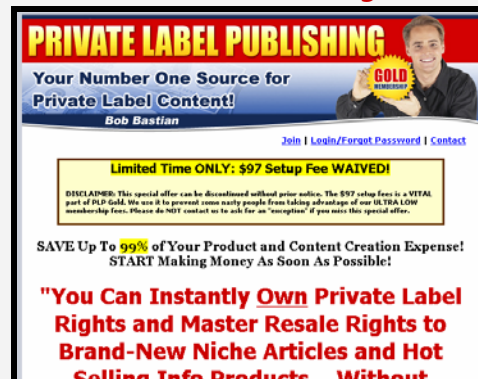 PRIVATE LABEL PUBLISHING
Your Number One Source for
Private Label Content!
Bob Bastian
GOLD
MEMBERSHIP
Join | Login/Forgot Password | Contact
Limited Time ONLY: $97 Setup Fee WAIVED!
DISCLAIMER: This special offer can be discontinued without prior notice. The $97 setup fees is a VITAL
part of PLP Gold. We use it to prevent some nasty people from taking advantage of our ULTRA LOW
membership fees. Please do NOT contact us to ask for an "exception" if you miss this special offer.
SAVE Up To 99% of Your Product and Content Creation Expense!
START Making Money As Soon As Possible!
"You Can Instantly Own Private Label
Rights and Master Resale Rights to
Brand-New Niche Articles and Hot
Selling Info Products... Without